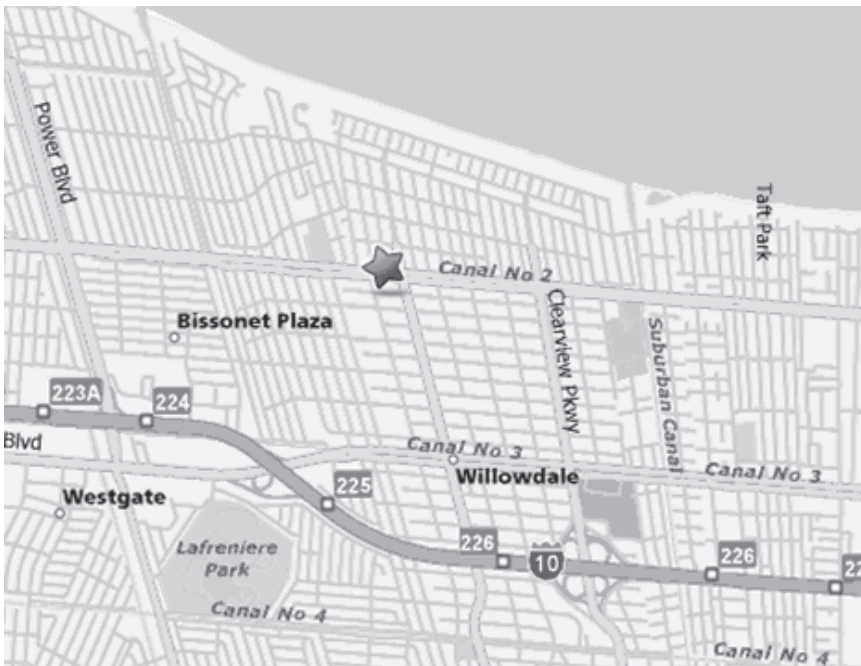 Power Blvd
Taft Park
Canal No 2
Bissonet Plaza
Clearview Pkwy
Suburban Canal
223A
224
Blvd
Canal No 3
Canal No 3
Willowdale
Westgate
225
Lafreniere
Park
226
10
226
22
Canal No 4
Canal No 4